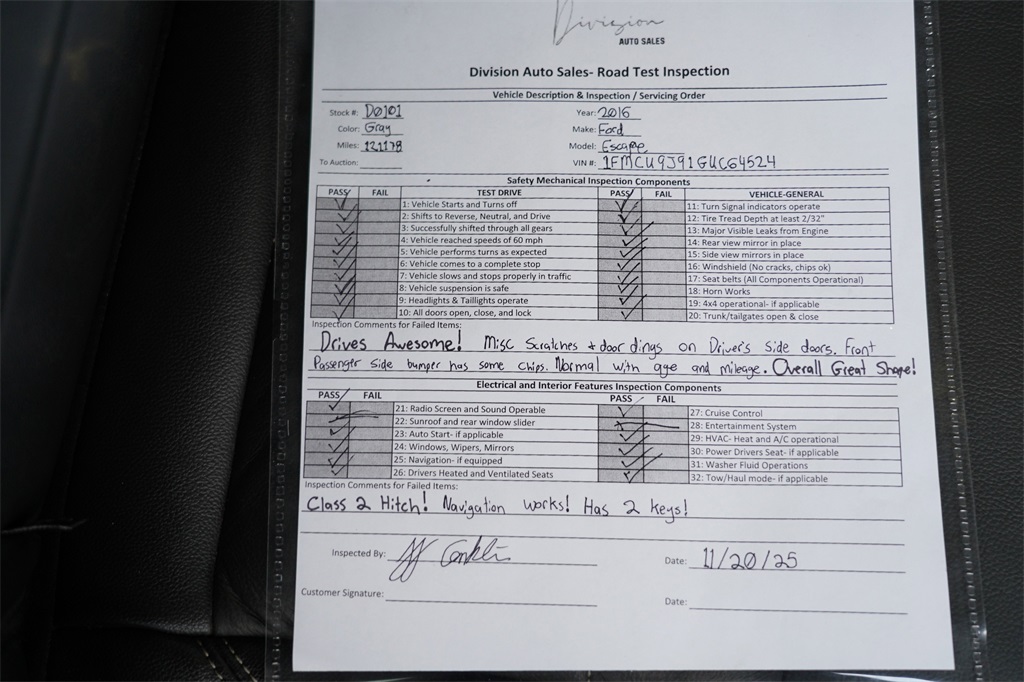 Division
AUTO SALES
Division Auto Sales- Road Test Inspection
Vehicle Description & Inspection / Servicing Order
Stock #: D0101 Year: 2016
Color: Gray Make: Ford
Miles: 121178 Model: Escape
To Auction: VIN #: 1FMCU9J91GUC64524
Safety Mechanical Inspection Components
PASS FAIL TEST DRIVE PASS FAIL VEHICLE-GENERAL
1: Vehicle Starts and Turns off 11: Turn Signal indicators operate
2: Shifts to Reverse, Neutral, and Drive 12: Tire Tread Depth at least 2/32"
3: Successfully shifted through all gears 13: Major Visible Leaks from Engine
4: Vehicle reached speeds of 60 mph 14: Rear view mirror in place
5: Vehicle performs turns as expected 15: Side view mirrors in place
6: Vehicle comes to a complete stop 16: Windshield (No cracks, chips ok)
7: Vehicle slows and stops properly in traffic 17: Seat belts (All Components Operational)
8: Vehicle suspension is safe 18: Horn Works
9: Headlights & Taillights operate 19: 4x4 operational- if applicable
10: All doors open, close, and lock 20: Trunk/tailgates open & close
Inspection Comments for Failed Items:
Drives Awesome! Misc Scratches + door dings on Driver's side doors. Front
Passenger side bumper has some chips. Normal with age and mileage. Overall Great Shape!
Electrical and Interior Features Inspection Components
PASS FAIL PASS FAIL
21: Radio Screen and Sound Operable 27: Cruise Control
22: Sunroof and rear window slider 28: Entertainment System
23: Auto Start- if applicable 29: HVAC- Heat and A/C operational
24: Windows, Wipers, Mirrors 30: Power Drivers Seat- if applicable
25: Navigation- if equipped 31: Washer Fluid Operations
26: Drivers Heated and Ventilated Seats 32: Tow/Haul mode- if applicable
Inspection Comments for Failed Items:
Class 2 Hitch! Navigation works! Has 2 keys!
Inspected By: JJ Conklin Date: 11/20/25
Customer Signature: Date: